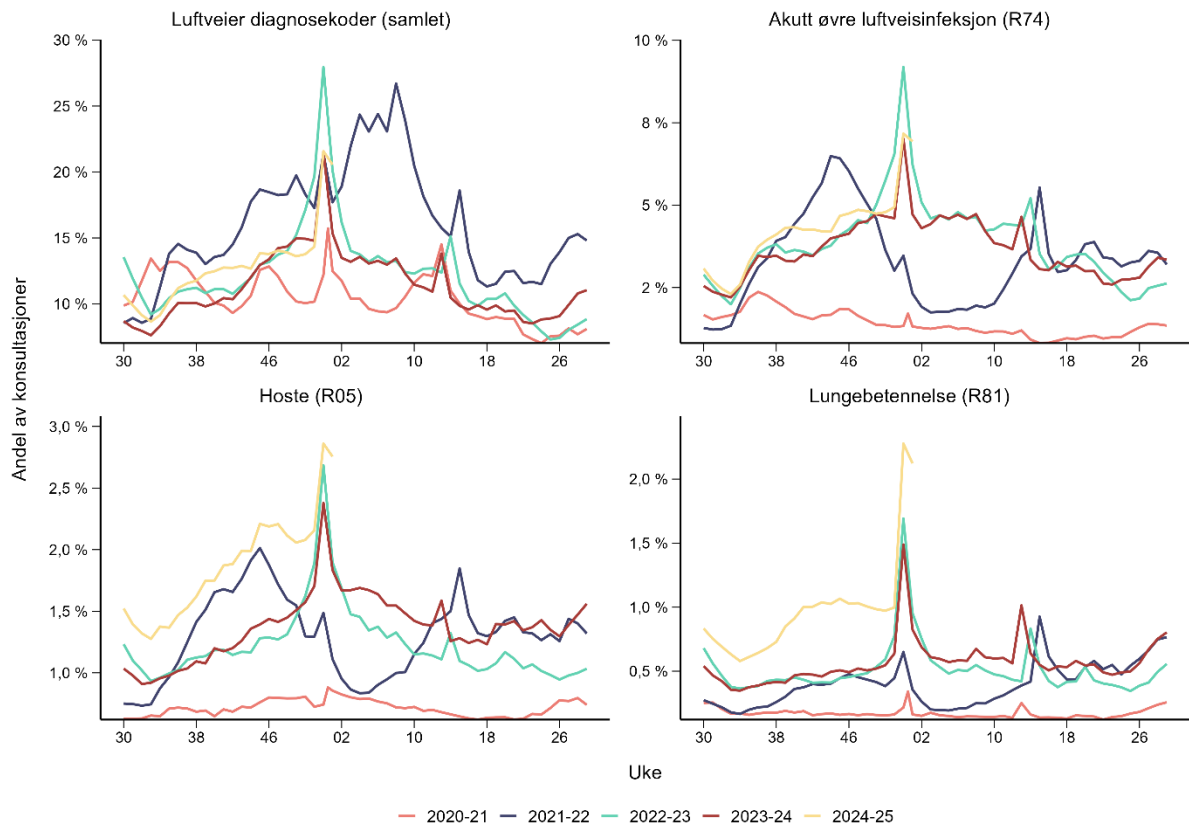 Luftveier diagnosekoder (samlet)
30 %
25 %
20 %
15 %
10 %
30 38 46 02 10 18 26
Akutt øvre luftveisinfeksjon (R74)
10 %
8 %
5 %
2 %
30 38 46 02 10 18 26
Hoste (R05)
3,0 %
2,5 %
2,0 %
1,5 %
1,0 %
30 38 46 02 10 18 26
Lungebetennelse (R81)
2,0 %
1,5 %
1,0 %
0,5 %
30 38 46 02 10 18 26
Andel av konsultasjoner
Uke
2020-21 2021-22 2022-23 2023-24 2024-25